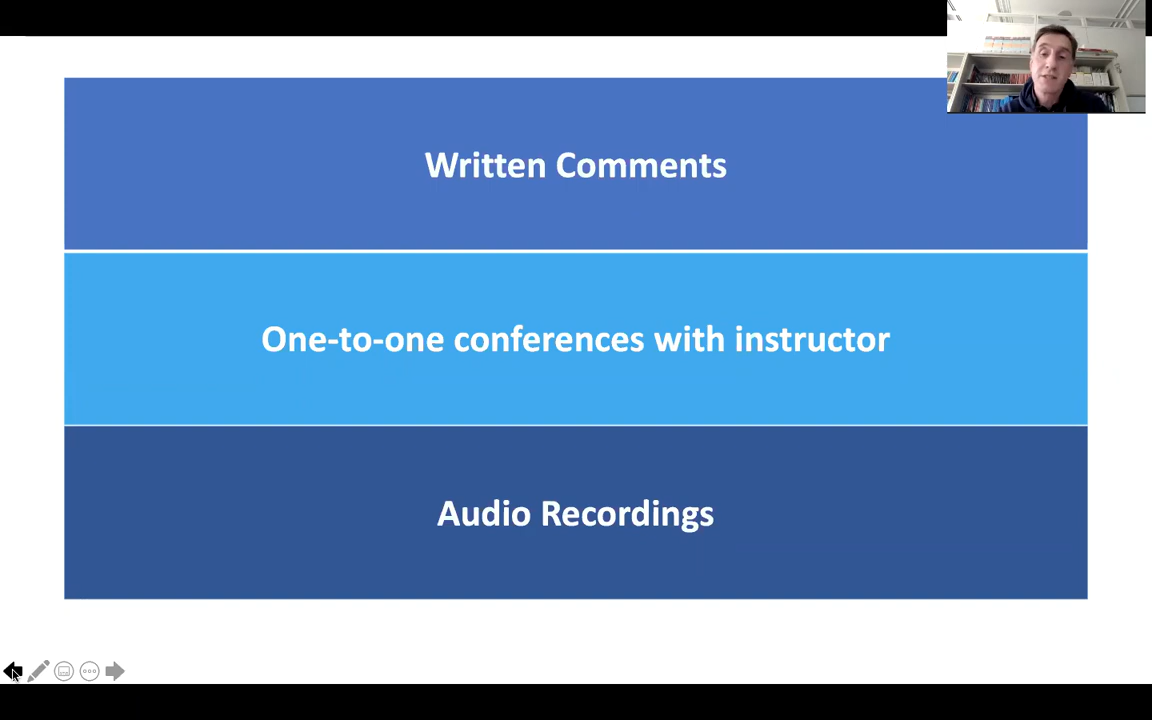 Written Comments
One-to-one conferences with instructor
Audio Recordings